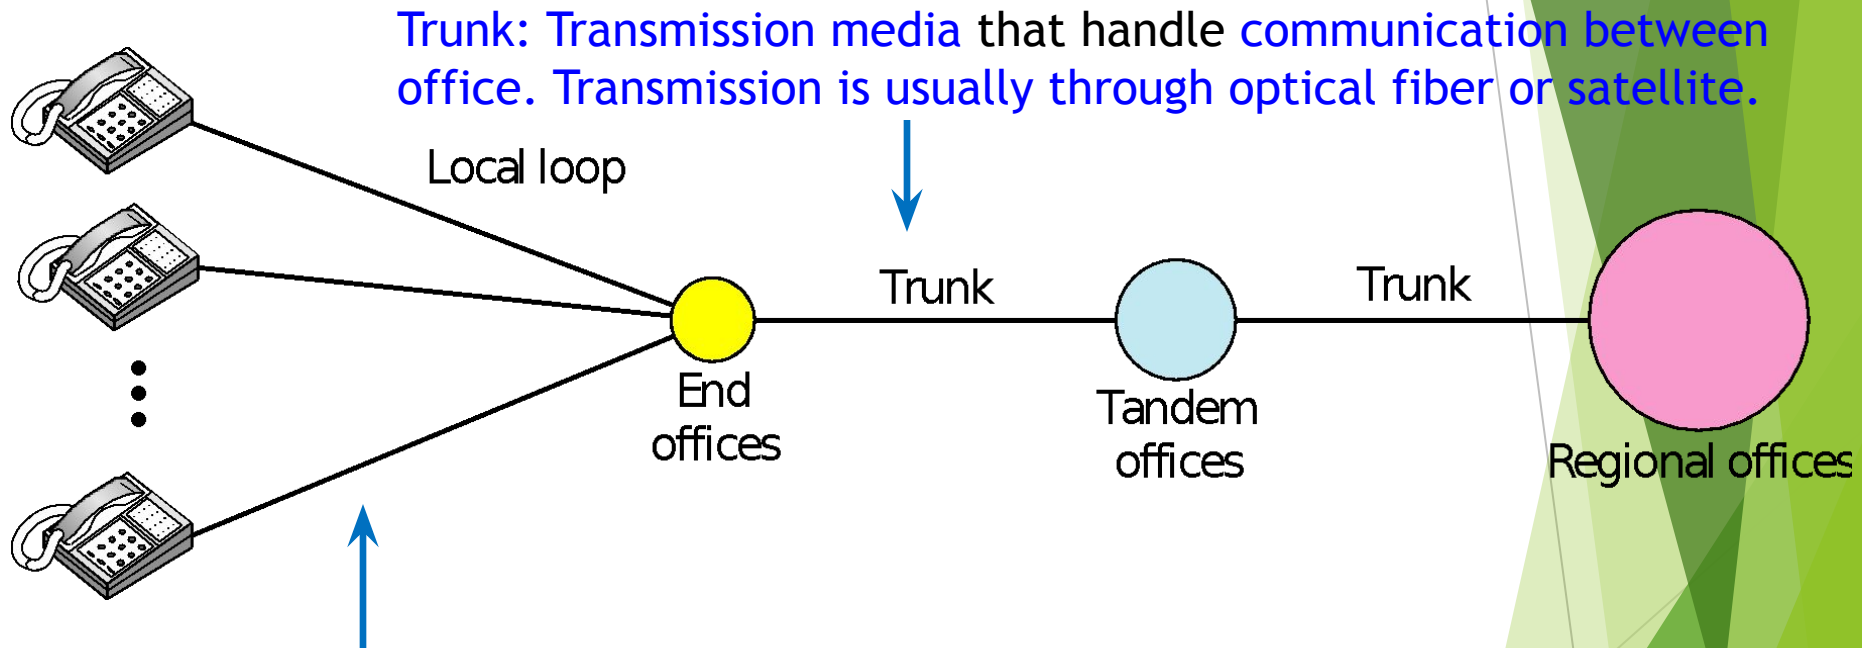 Trunk: Transmission media that handle communication between
office. Transmission is usually through optical fiber or satellite.
Local loop
Trunk
Trunk
End
offices
Tandem
offices
Regional offices